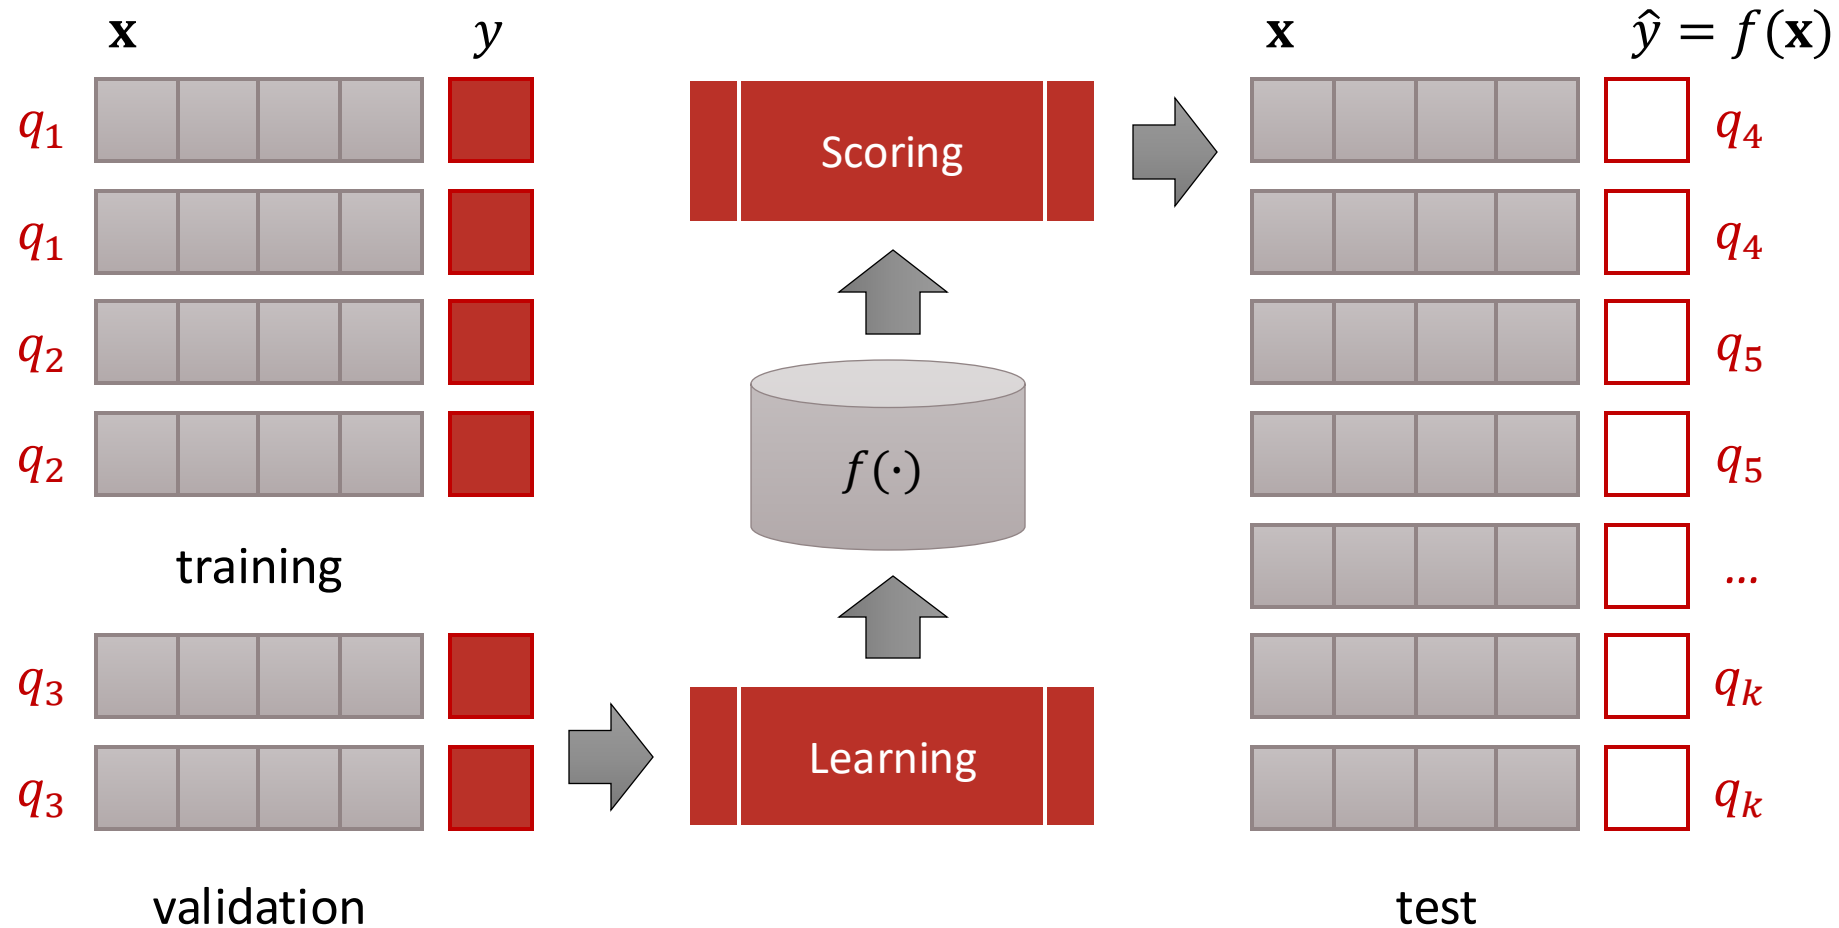 x y
q₁
q₁
q₂
q₂
training
q₃
q₃
validation
Scoring
f(·)
Learning
x ŷ = f(x)
q₄
q₄
q₅
q₅
...
qₖ
qₖ
test